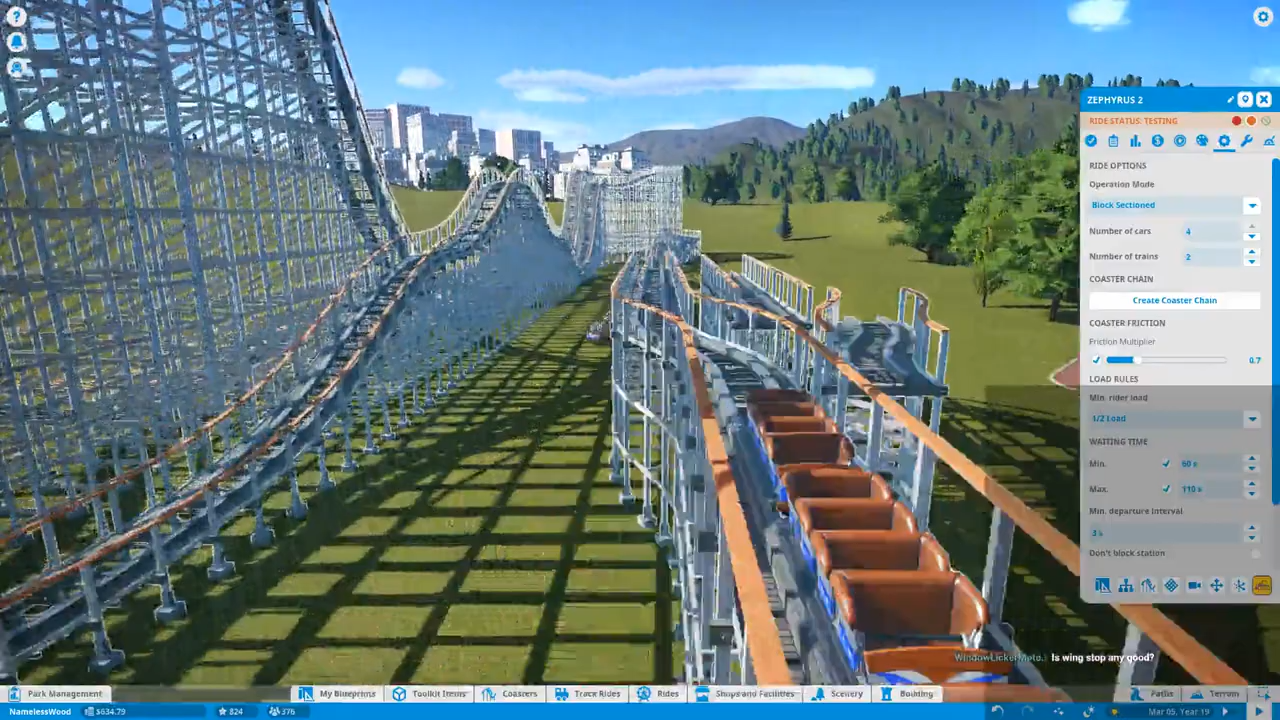 ZEPHYRUS 2
RIDE STATUS: TESTING
RIDE OPTIONS
Operation Mode
Block Sectioned
Number of cars 4
Number of trains 2
COASTER CHAIN
Create Coaster Chain
COASTER FRICTION
Friction Multiplier
0.7
LOAD RULES
Min. rider load
1/2 Load
WAITING TIME
Min. 60 s
Max. 110 s
Min. departure interval
3 s
Don't block station
Is wing stop any good?
Park Management My Blueprints Toolkit Items Coasters Track Rides Rides Shops and Facilities Scenery Building Paths Terrain
NamelessWood $634.79 824 376 Mar 05, Year 19